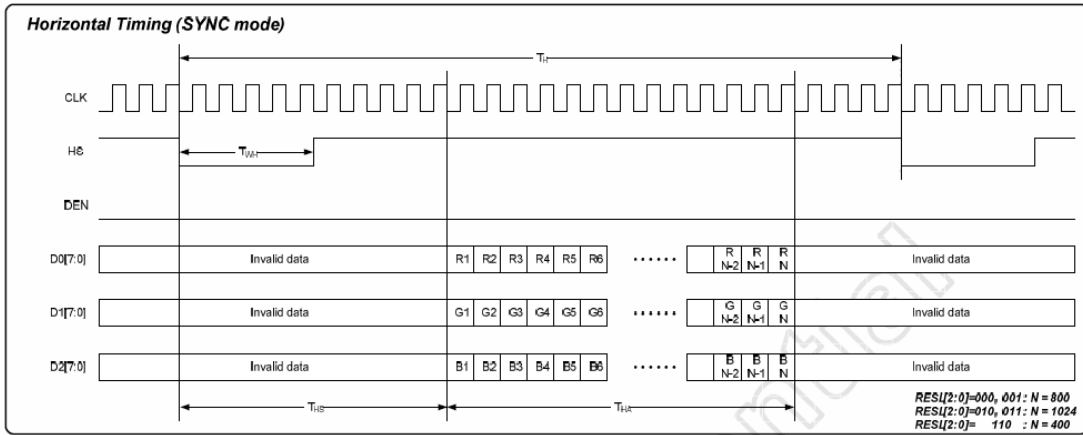 Horizontal Timing (SYNC mode)
TH
CLK
HS
TWH
DEN
D0[7:0] Invalid data R1 R2 R3 R4 R5 R6 ...... R N-2 R N-1 R N Invalid data
D1[7:0] Invalid data G1 G2 G3 G4 G5 G6 ...... G N-2 G N-1 G N Invalid data
D2[7:0] Invalid data B1 B2 B3 B4 B5 B6 ...... B N-2 B N-1 B N Invalid data
THS THA
RESL[2:0]=000, 001: N = 800
RESL[2:0]=010, 011: N = 1024
RESL[2:0]= 110 : N = 400